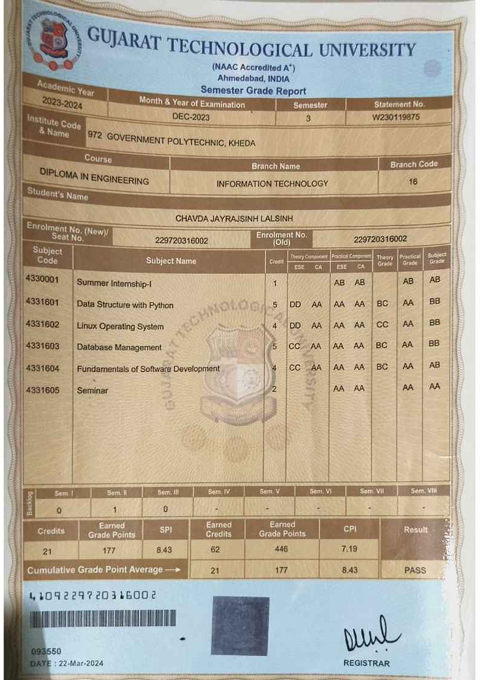 GUJARAT TECHNOLOGICAL UNIVERSITY
(NAAC Accredited A+)
Ahmedabad, INDIA
Semester Grade Report
Academic Year Month & Year of Examination Semester Statement No.
2023-2024 DEC-2023 3 W230119875
Institute Code & Name 972 GOVERNMENT POLYTECHNIC, KHEDA
Course Branch Name Branch Code
DIPLOMA IN ENGINEERING INFORMATION TECHNOLOGY 16
Student's Name
CHAVDA JAYRAJSINH LALSINH
Enrolment No. (New)/ Seat No. 229720316002 Enrolment No. (Old) 229720316002
Subject Code Subject Name Credit Theory Component Practical Component Theory Grade Practical Grade Subject Grade
ESE CA ESE CA
4330001 Summer Internship-I 1 AB AB AB AB
4331601 Data Structure with Python 5 DD AA AA AA BC AA BB
4331602 Linux Operating System 4 DD AA AA AA CC AA BB
4331603 Database Management 5 CC AA AA AA BC AA BB
4331604 Fundamentals of Software Development 4 CC AA AA AA BC AA AB
4331605 Seminar 2 AA AA AA AA
GUJARAT TECHNOLOGICAL UNIVERSITY
Backlog Sem. I Sem. II Sem. III Sem. IV Sem. V Sem. VI Sem. VII Sem. VIII
0 1 0 - - - - -
Credits Earned Grade Points SPI Earned Credits Earned Grade Points CPI Result
21 177 8.43 62 446 7.19
Cumulative Grade Point Average 21 177 8.43 PASS
4109229720316002
093550
DATE : 22-Mar-2024
REGISTRAR